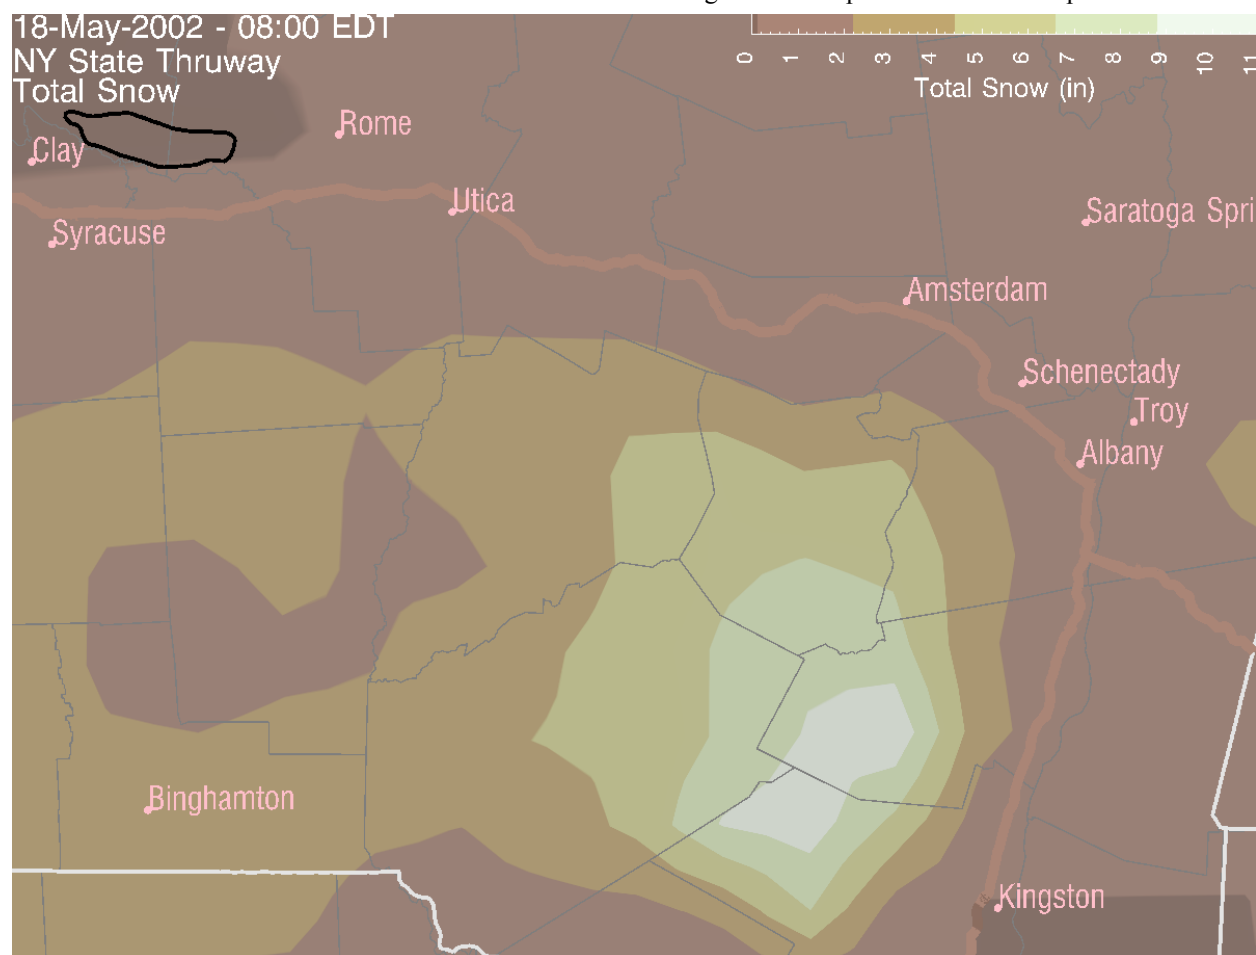 18-May-2002 - 08:00 EDT
NY State Thruway
Total Snow
0 1 2 3 4 5 6 7 9 10 11
Total Snow (in)
Rome
Clay
Utica
Syracuse
Saratoga Spri
Amsterdam
Schenectady
Troy
Albany
Binghamton
Kingston